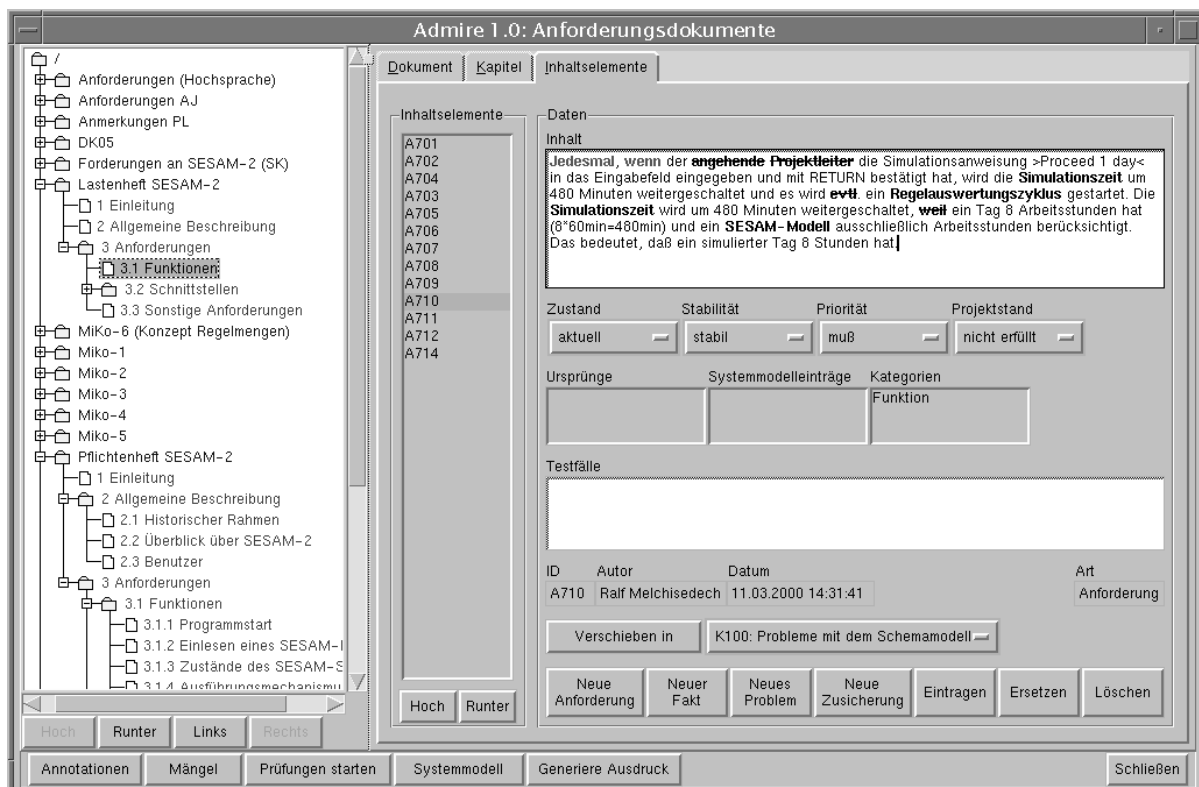 Admire 1.0: Anforderungsdokumente
/
Anforderungen (Hochsprache)
Anforderungen AJ
Anmerkungen PL
DK05
Forderungen an SESAM-2 (SK)
Lastenheft SESAM-2
1 Einleitung
2 Allgemeine Beschreibung
3 Anforderungen
3.1 Funktionen
3.2 Schnittstellen
3.3 Sonstige Anforderungen
MiKo-6 (Konzept Regelmengen)
Miko-1
Miko-2
Miko-3
Miko-4
Miko-5
Pflichtenheft SESAM-2
1 Einleitung
2 Allgemeine Beschreibung
2.1 Historischer Rahmen
2.2 Überblick über SESAM-2
2.3 Benutzer
3 Anforderungen
3.1 Funktionen
3.1.1 Programmstart
3.1.2 Einlesen eines SESAM-
3.1.3 Zustände des SESAM-S
3.1.4 Ausführungsmechanismu
Hoch Runter Links Rechts
Dokument Kapitel Inhaltselemente
Inhaltselemente
A701
A702
A704
A703
A705
A706
A707
A708
A709
A710
A711
A712
A714
Hoch Runter
Daten
Inhalt
Jedesmal, wenn der angehende Projektleiter die Simulationsanweisung >Proceed 1 day<
in das Eingabefeld eingegeben und mit RETURN bestätigt hat, wird die Simulationszeit um
480 Minuten weitergeschaltet und es wird evtl. ein Regelauswertungszyklus gestartet. Die
Simulationszeit wird um 480 Minuten weitergeschaltet, weil ein Tag 8 Arbeitsstunden hat
(8*60min=480min) und ein SESAM-Modell ausschließlich Arbeitsstunden berücksichtigt.
Das bedeutet, daß ein simulierter Tag 8 Stunden hat.
Zustand Stabilität Priorität Projektstand
aktuell stabil muß nicht erfüllt
Ursprünge Systemmodelleinträge Kategorien
Funktion
Testfälle
ID Autor Datum Art
A710 Ralf Melchisedech 11.03.2000 14:31:41 Anforderung
Verschieben in K100: Probleme mit dem Schemamodell
Neue Anforderung Neuer Fakt Neues Problem Neue Zusicherung Eintragen Ersetzen Löschen
Annotationen Mängel Prüfungen starten Systemmodell Generiere Ausdruck Schließen